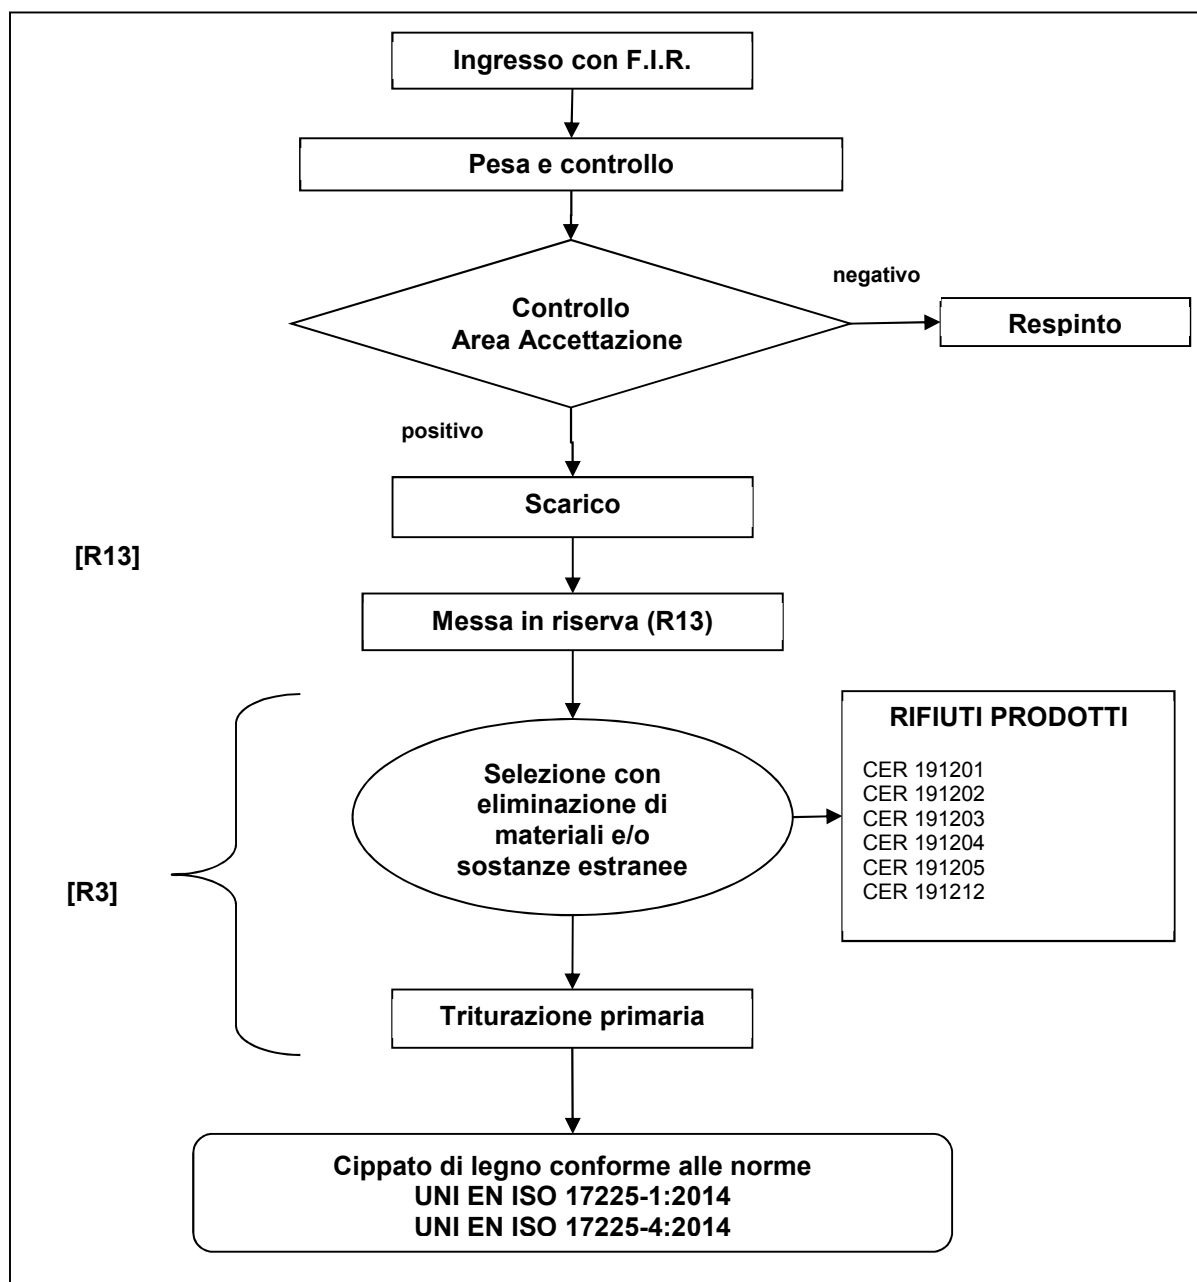 Ingresso con F.I.R.
Pesa e controllo
negativo
Controllo
Area Accettazione
Respinto
positivo
Scarico
[R13]
Messa in riserva (R13)
RIFIUTI PRODOTTI
CER 191201
CER 191202
CER 191203
CER 191204
CER 191205
CER 191212
Selezione con
eliminazione di
materiali e/o
sostanze estranee
[R3]
Triturazione primaria
Cippato di legno conforme alle norme
UNI EN ISO 17225-1:2014
UNI EN ISO 17225-4:2014